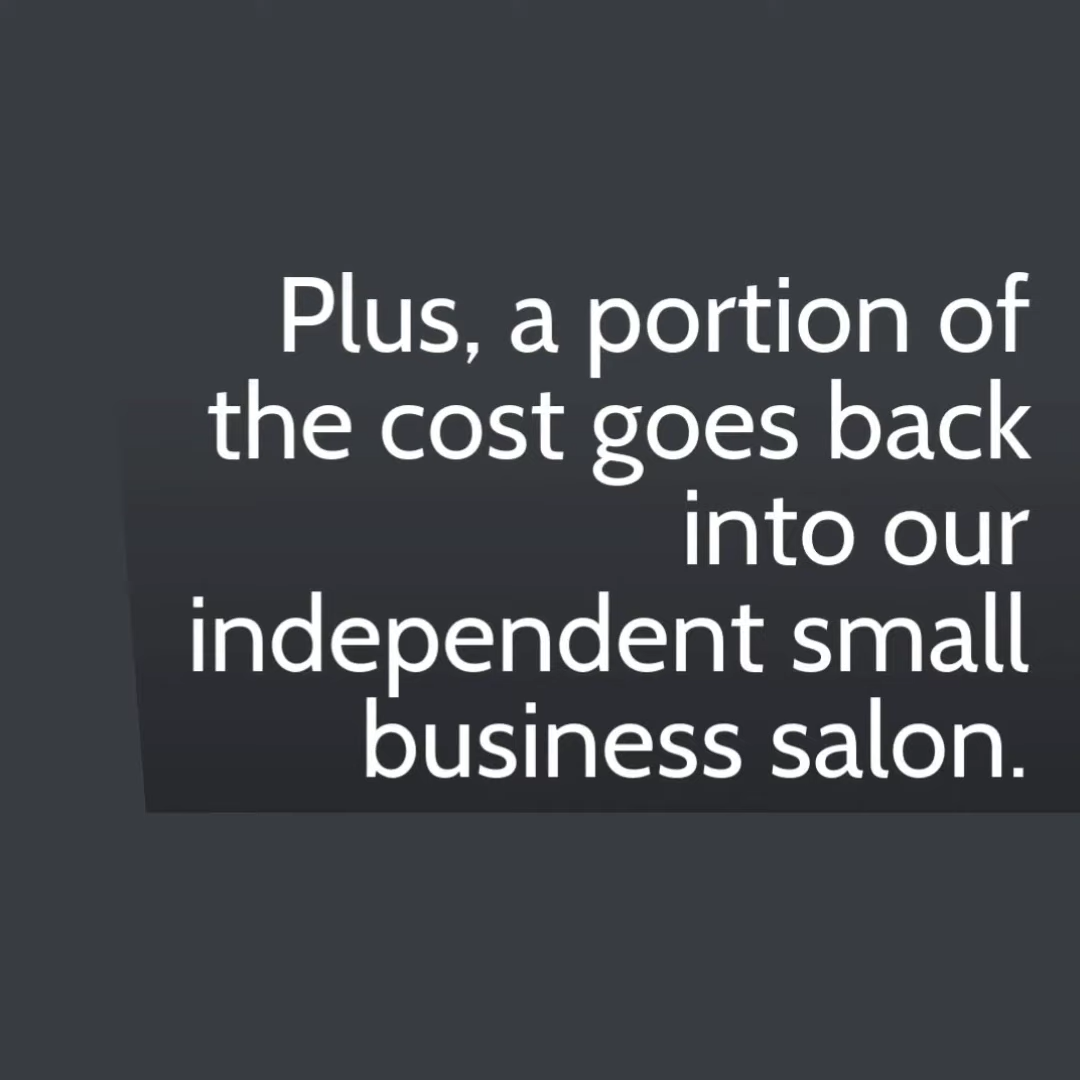 Plus, a portion of
the cost goes back
into our
independent small
business salon.